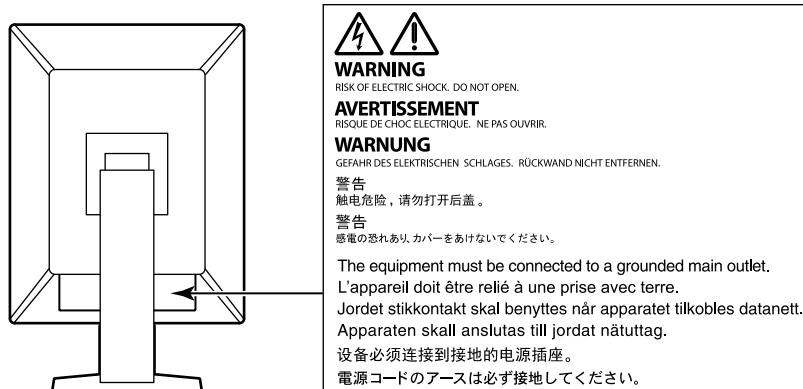 WARNING
RISK OF ELECTRIC SHOCK. DO NOT OPEN.
AVERTISSEMENT
RISQUE DE CHOC ELECTRIQUE. NE PAS OUVRIR.
WARNUNG
GEFAHR DES ELEKTRISCHEN SCHLAGES. RÜCKWAND NICHT ENTFERNEN.
警告
触电危险，请勿打开后盖。
警告
感電の恐れあり、カバーをあけないでください。
The equipment must be connected to a grounded main outlet.
L'appareil doit être relié à une prise avec terre.
Jordet stikkontakt skal benyttes når apparatet tilkobles datanett.
Apparaten skall anslutas till jordat nätuttag.
设备必须连接到接地的电源插座。
電源コードのアースは必ず接地してください。